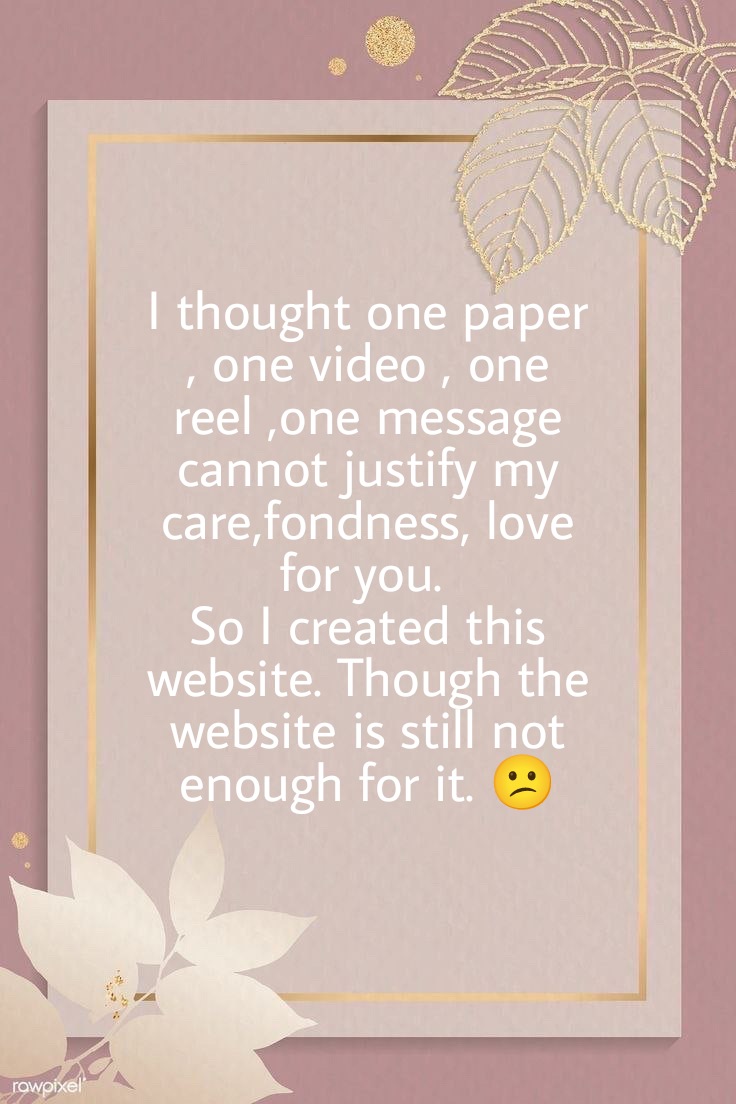 I thought one paper
, one video , one
reel ,one message
cannot justify my
care,fondness, love
for you.
So I created this
website. Though the
website is still not
enough for it. 😕
rawpixel